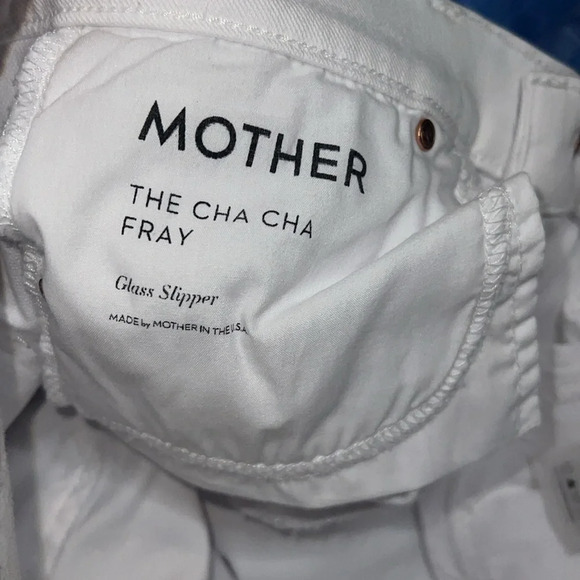 MOTHER
THE CHA CHA
FRAY
Glass Slipper
MADE by MOTHER IN THE U.S.A.